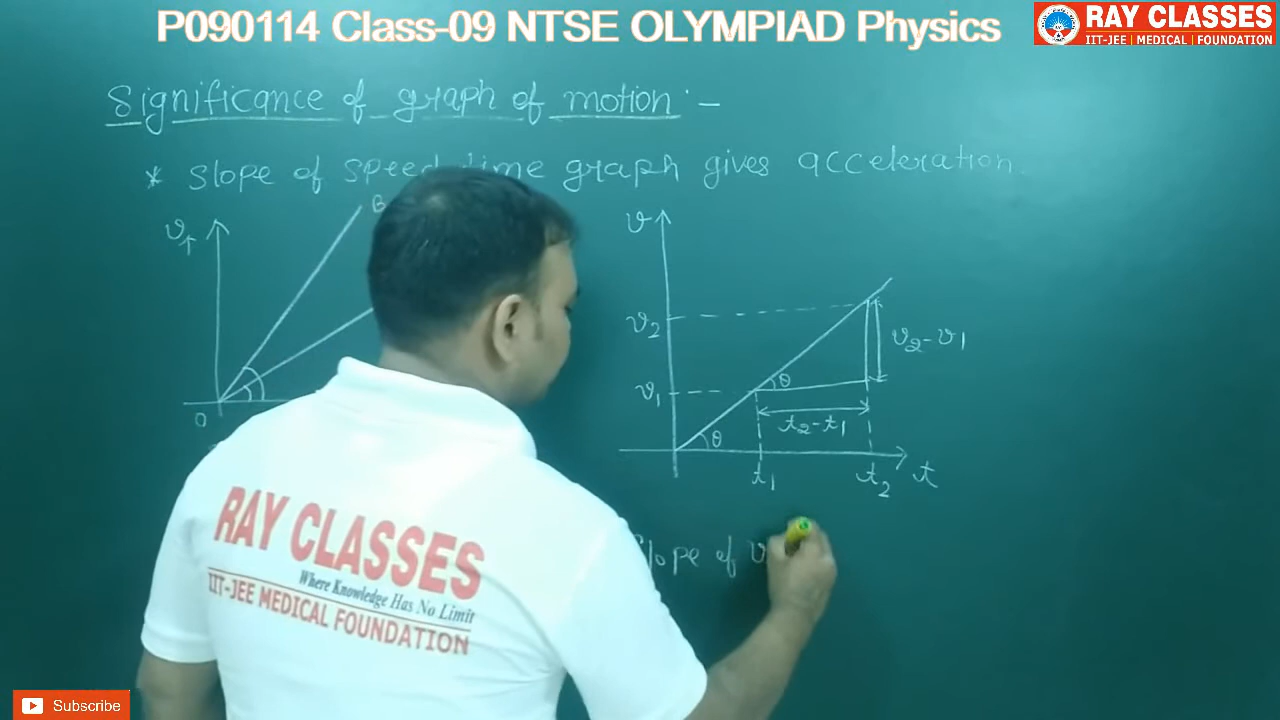 P090114 Class-09 NTSE OLYMPIAD Physics
RAY CLASSES
IIT-JEE | MEDICAL | FOUNDATION
Significance of graph of motion :-
* Slope of speed time graph gives acceleration
v
B
O
v
v2
v1
θ
θ
v2-v1
t2-t1
t1
t2
t
Slope of v
RAY CLASSES
Where Knowledge Has No Limit
IIT-JEE MEDICAL FOUNDATION
Subscribe